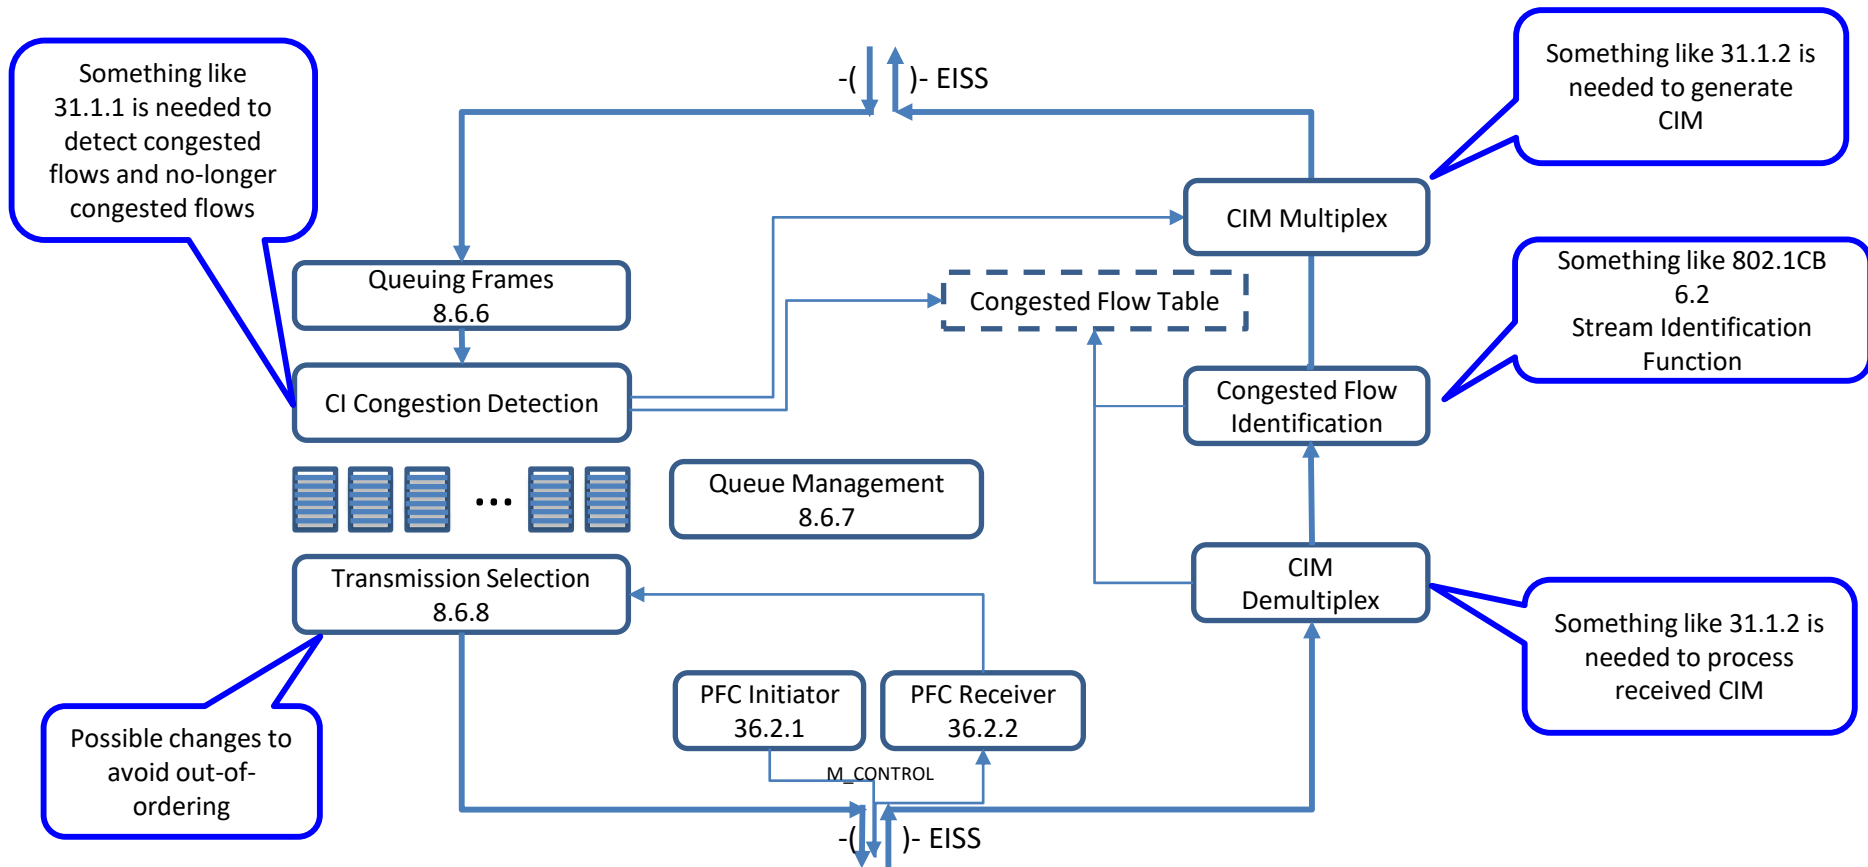 Something like
31.1.1 is needed to
detect congested
flows and no-longer
congested flows
-( )- EISS
Something like 31.1.2 is
needed to generate
CIM
CIM Multiplex
Queuing Frames
8.6.6
Congested Flow Table
Something like 802.1CB
6.2
Stream Identification
Function
CI Congestion Detection
Congested Flow
Identification
...
Queue Management
8.6.7
Transmission Selection
8.6.8
CIM
Demultiplex
Something like 31.1.2 is
needed to process
received CIM
PFC Initiator
36.2.1
PFC Receiver
36.2.2
Possible changes to
avoid out-of-
ordering
M_CONTROL
-( )- EISS